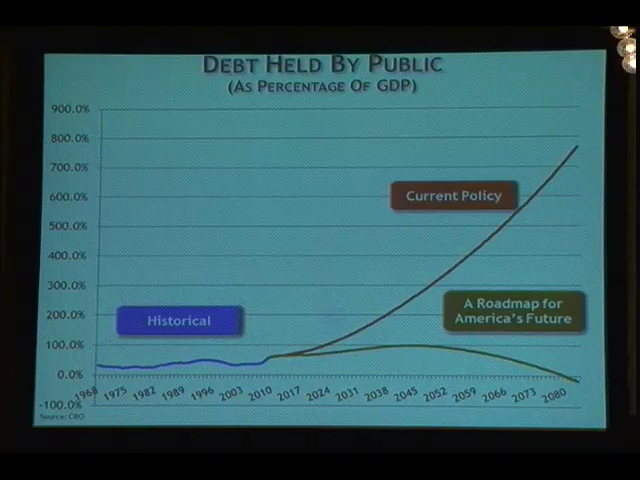 DEBT HELD BY PUBLIC
(AS PERCENTAGE OF GDP)
900.0%
800.0%
700.0%
600.0%
500.0%
400.0%
300.0%
200.0%
100.0%
0.0%
-100.0%
Current Policy
A Roadmap for
America's Future
Historical
1968 1975 1982 1989 1996 2003 2010 2017 2024 2031 2038 2045 2052 2059 2066 2073 2080
Source: CBO